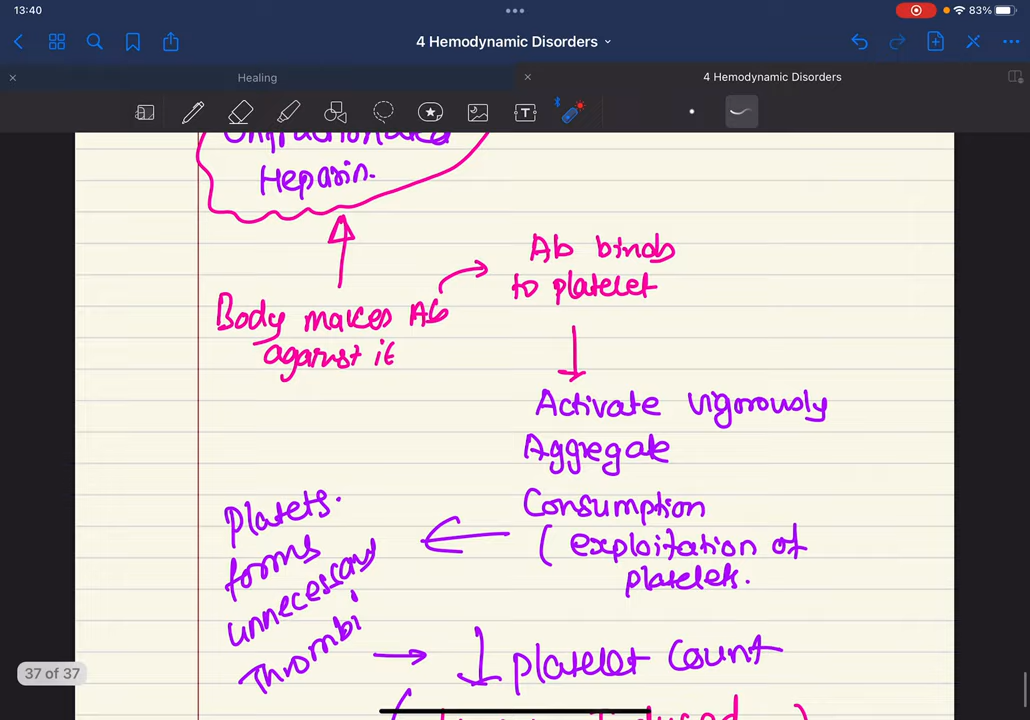 13:40
83%
4 Hemodynamic Disorders
Healing
4 Hemodynamic Disorders
T
Heparin.
Ab binds
to platelet
Body makes Ab
against it
Activate vigorously
Aggregate
Consumption
( exploitation of
platelets.
Platets.
forms
unnecessary
Thrombi
37 of 37
↓ platelet count